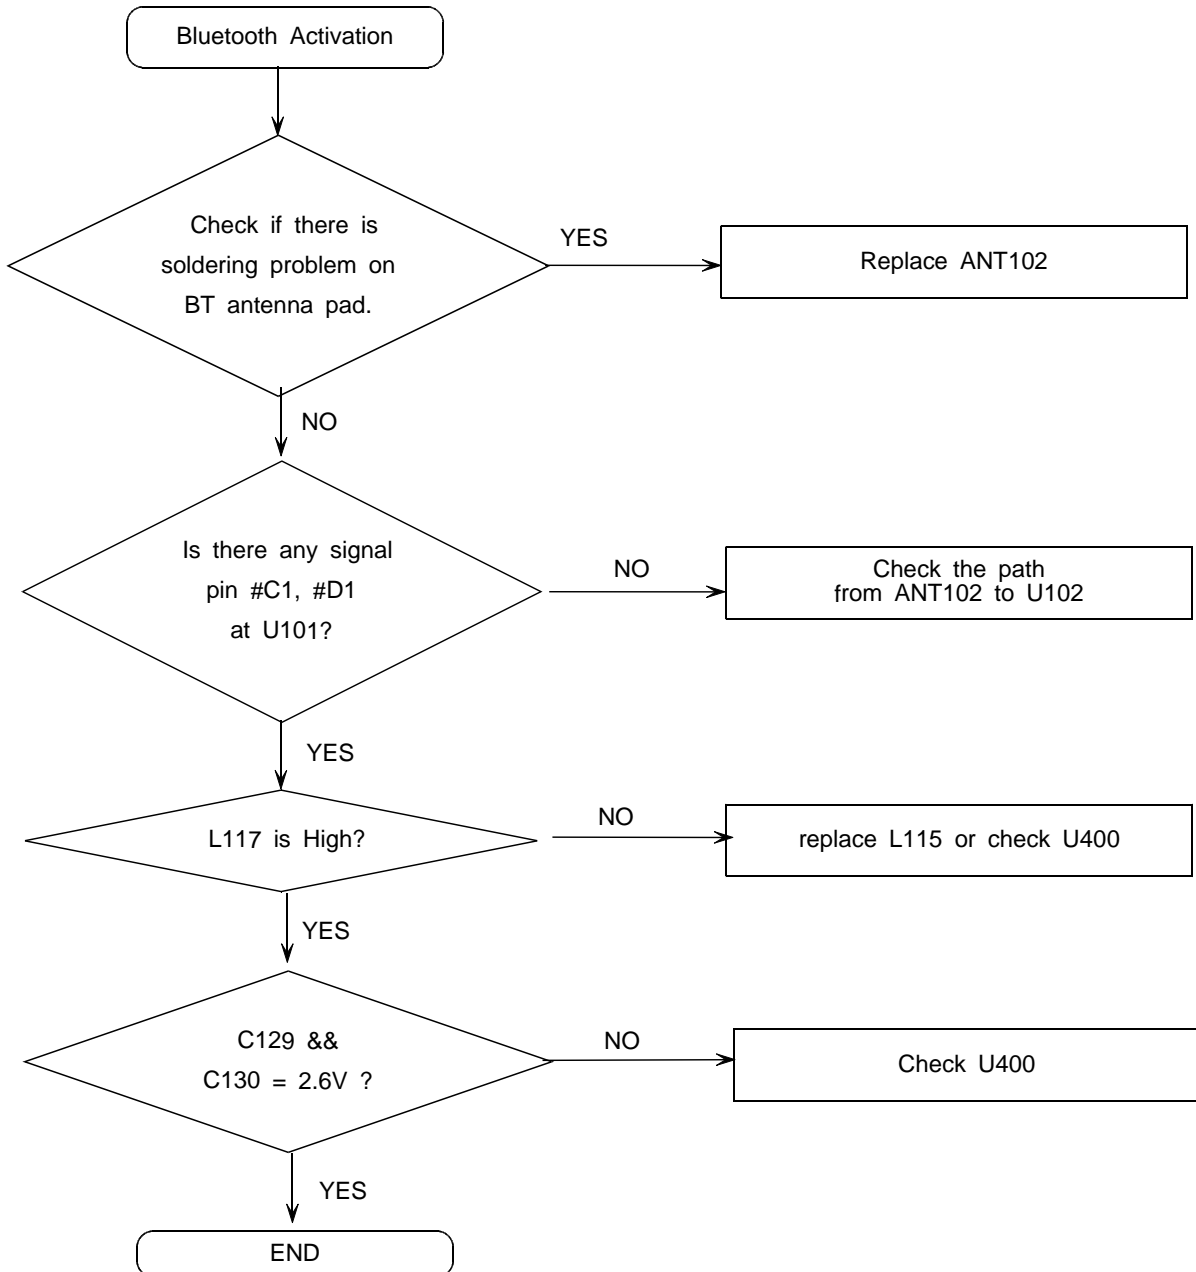 Bluetooth Activation
Check if there is
soldering problem on
BT antenna pad.
YES
Replace ANT102
NO
Is there any signal
pin #C1, #D1
at U101?
NO
Check the path
from ANT102 to U102
YES
L117 is High?
NO
replace L115 or check U400
YES
C129 &&
C130 = 2.6V ?
NO
Check U400
YES
END